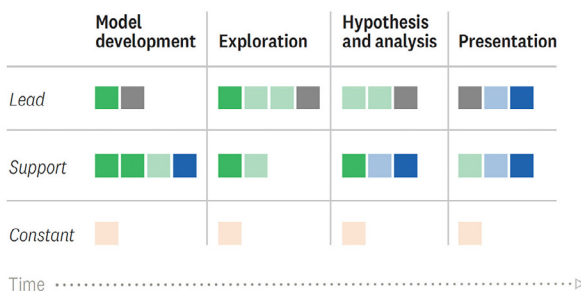 Model
development
Exploration
Hypothesis
and analysis
Presentation
Lead
Support
Constant
Time